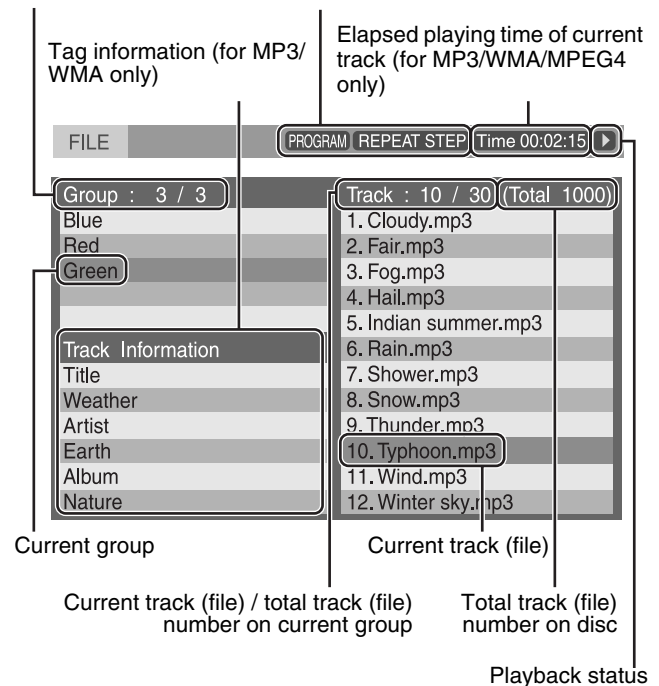 Tag information (for MP3/
WMA only)
Elapsed playing time of current
track (for MP3/WMA/MPEG4
only)
FILE
PROGRAM REPEAT STEP Time 00:02:15
Group : 3 / 3
Blue
Red
Green
Track Information
Title
Weather
Artist
Earth
Album
Nature
Track : 10 / 30 (Total 1000)
1. Cloudy.mp3
2. Fair.mp3
3. Fog.mp3
4. Hail.mp3
5. Indian summer.mp3
6. Rain.mp3
7. Shower.mp3
8. Snow.mp3
9. Thunder.mp3
10. Typhoon.mp3
11. Wind.mp3
12. Winter sky.mp3
Current group
Current track (file)
Current track (file) / total track (file)
number on current group
Total track (file)
number on disc
Playback status